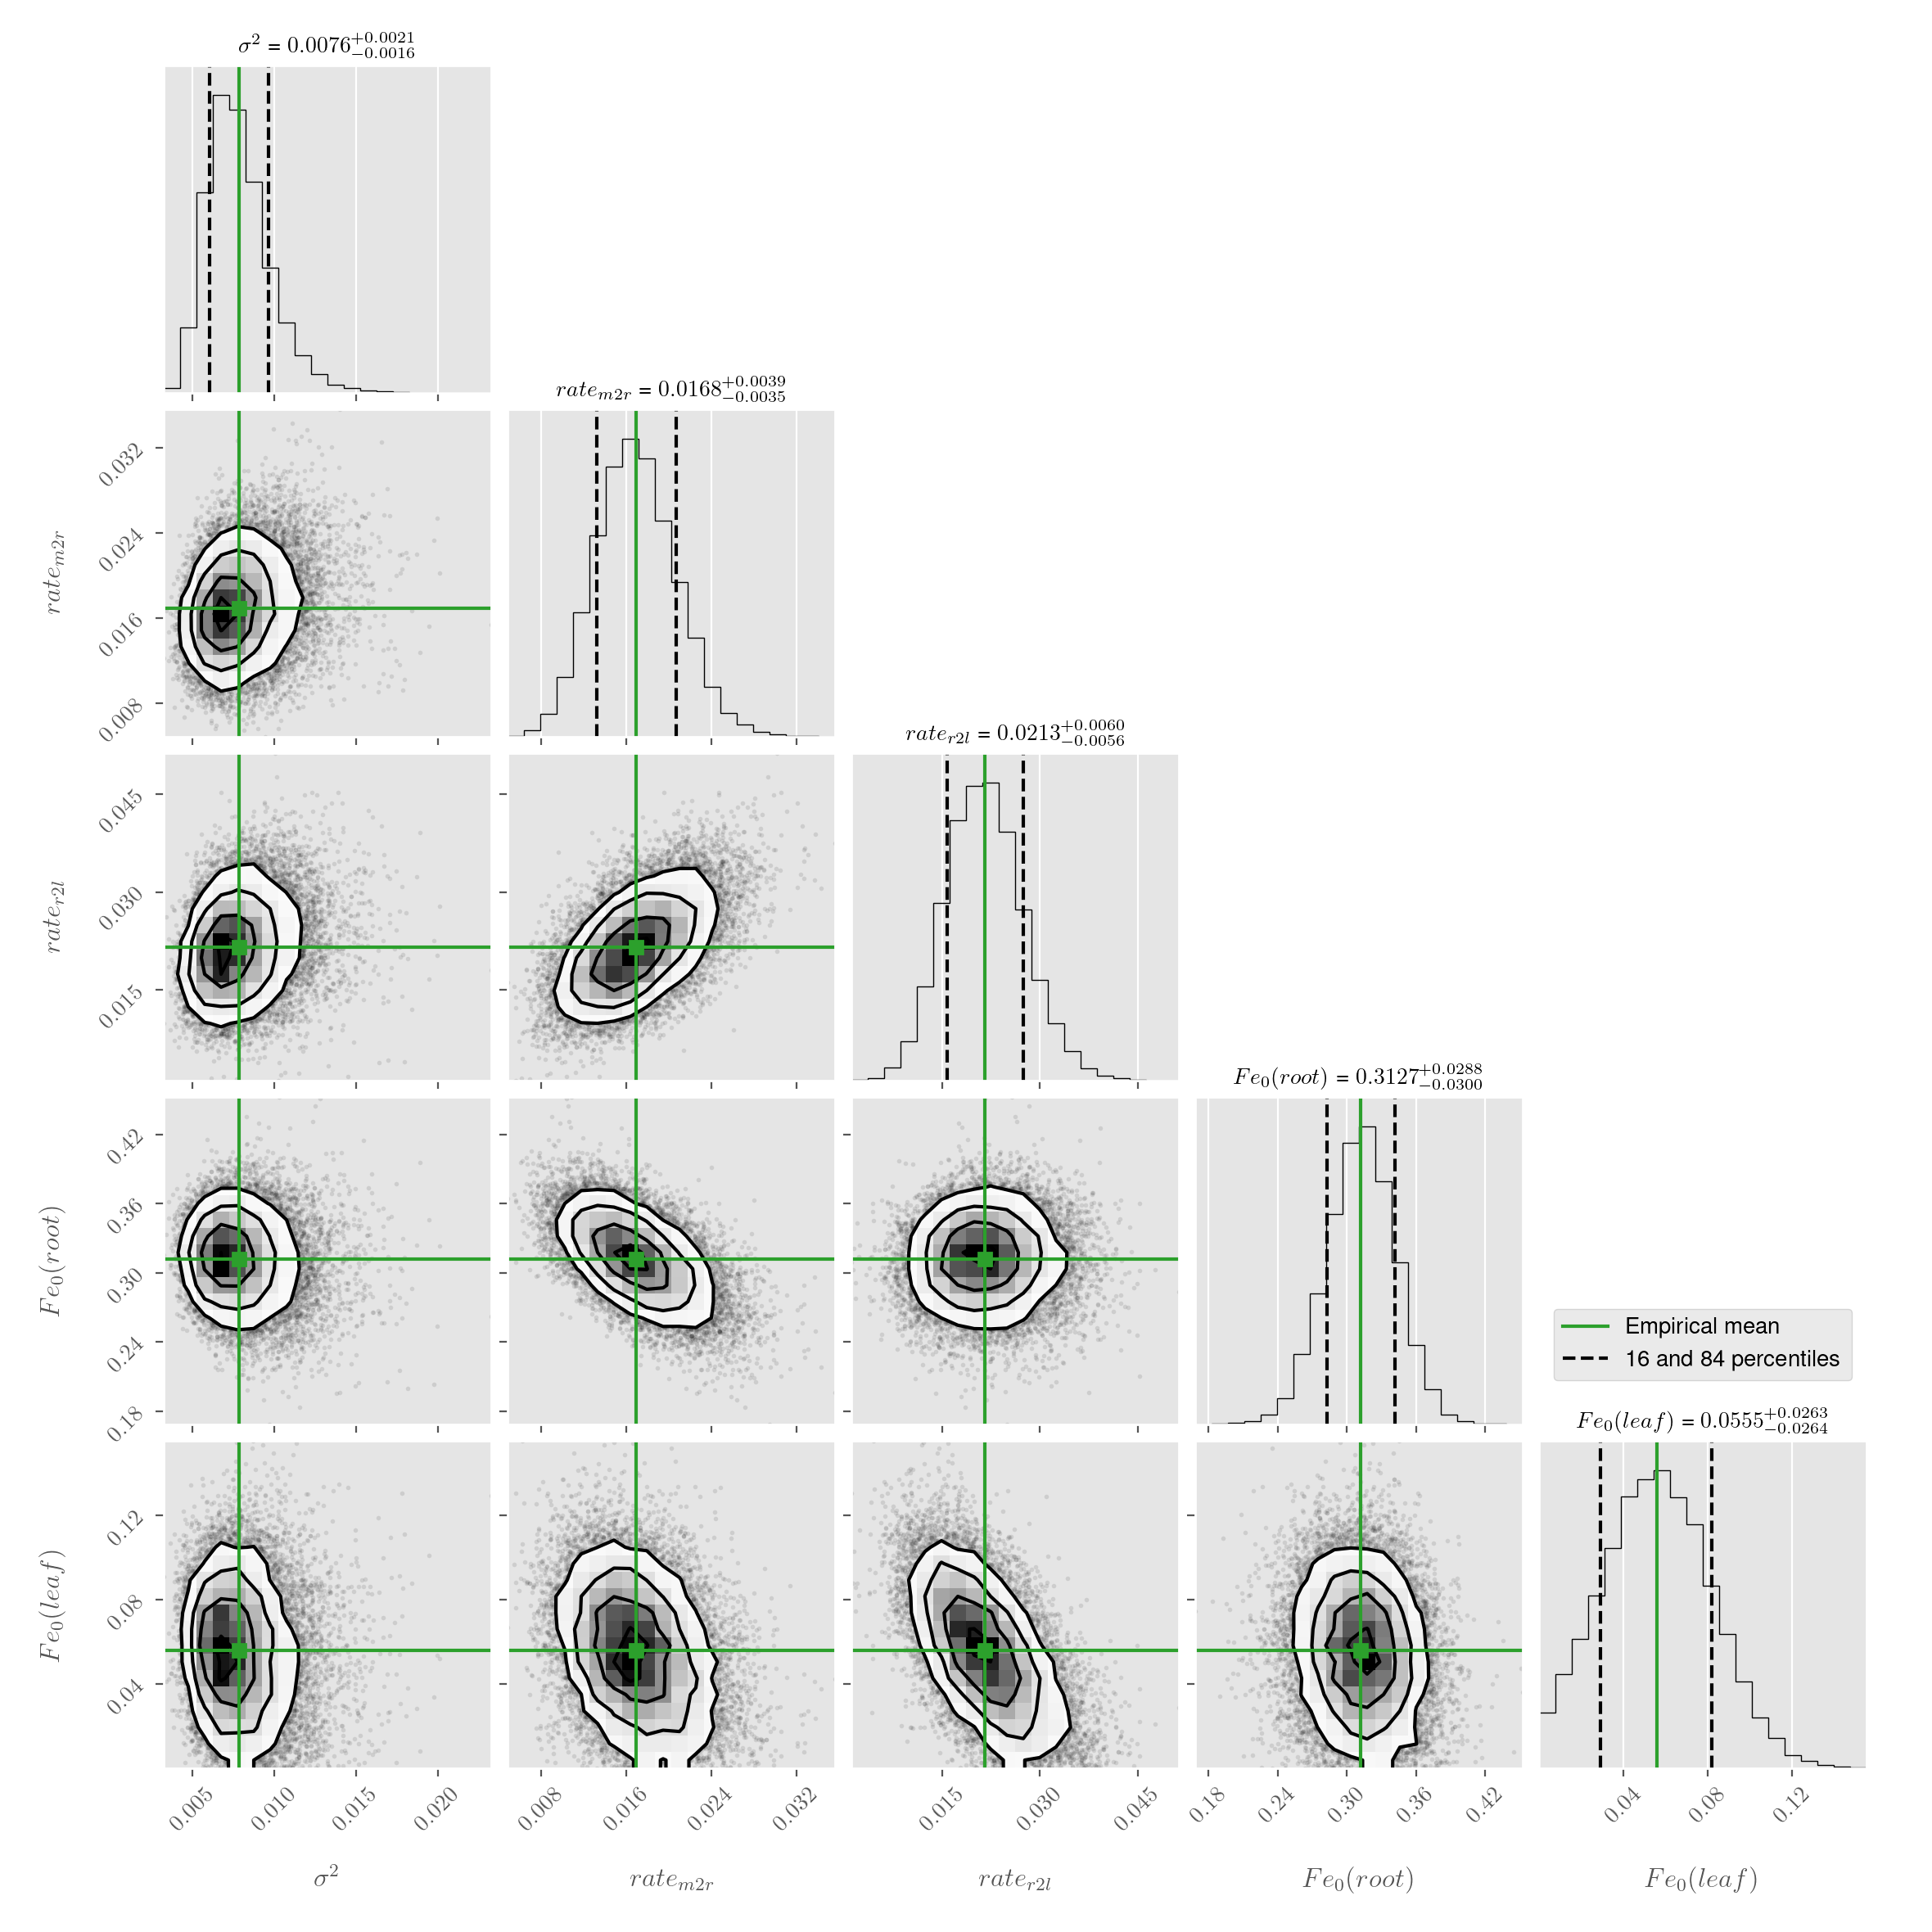 σ² = 0.0076 +0.0021 −0.0016
rate_m2r = 0.0168 +0.0039 −0.0035
0.032
0.024
0.016
0.008
rate_m2r
rate_r2l = 0.0213 +0.0060 −0.0056
0.045
0.030
0.015
rate_r2l
Fe₀(root) = 0.3127 +0.0288 −0.0300
0.42
0.36
0.30
0.24
0.18
Fe₀(root)
Empirical mean
16 and 84 percentiles
Fe₀(leaf) = 0.0555 +0.0263 −0.0264
0.12
0.08
0.04
Fe₀(leaf)
0.005 0.010 0.015 0.020 0.008 0.016 0.024 0.032 0.015 0.030 0.045 0.18 0.24 0.30 0.36 0.42 0.04 0.08 0.12
σ² rate_m2r rate_r2l Fe₀(root) Fe₀(leaf)